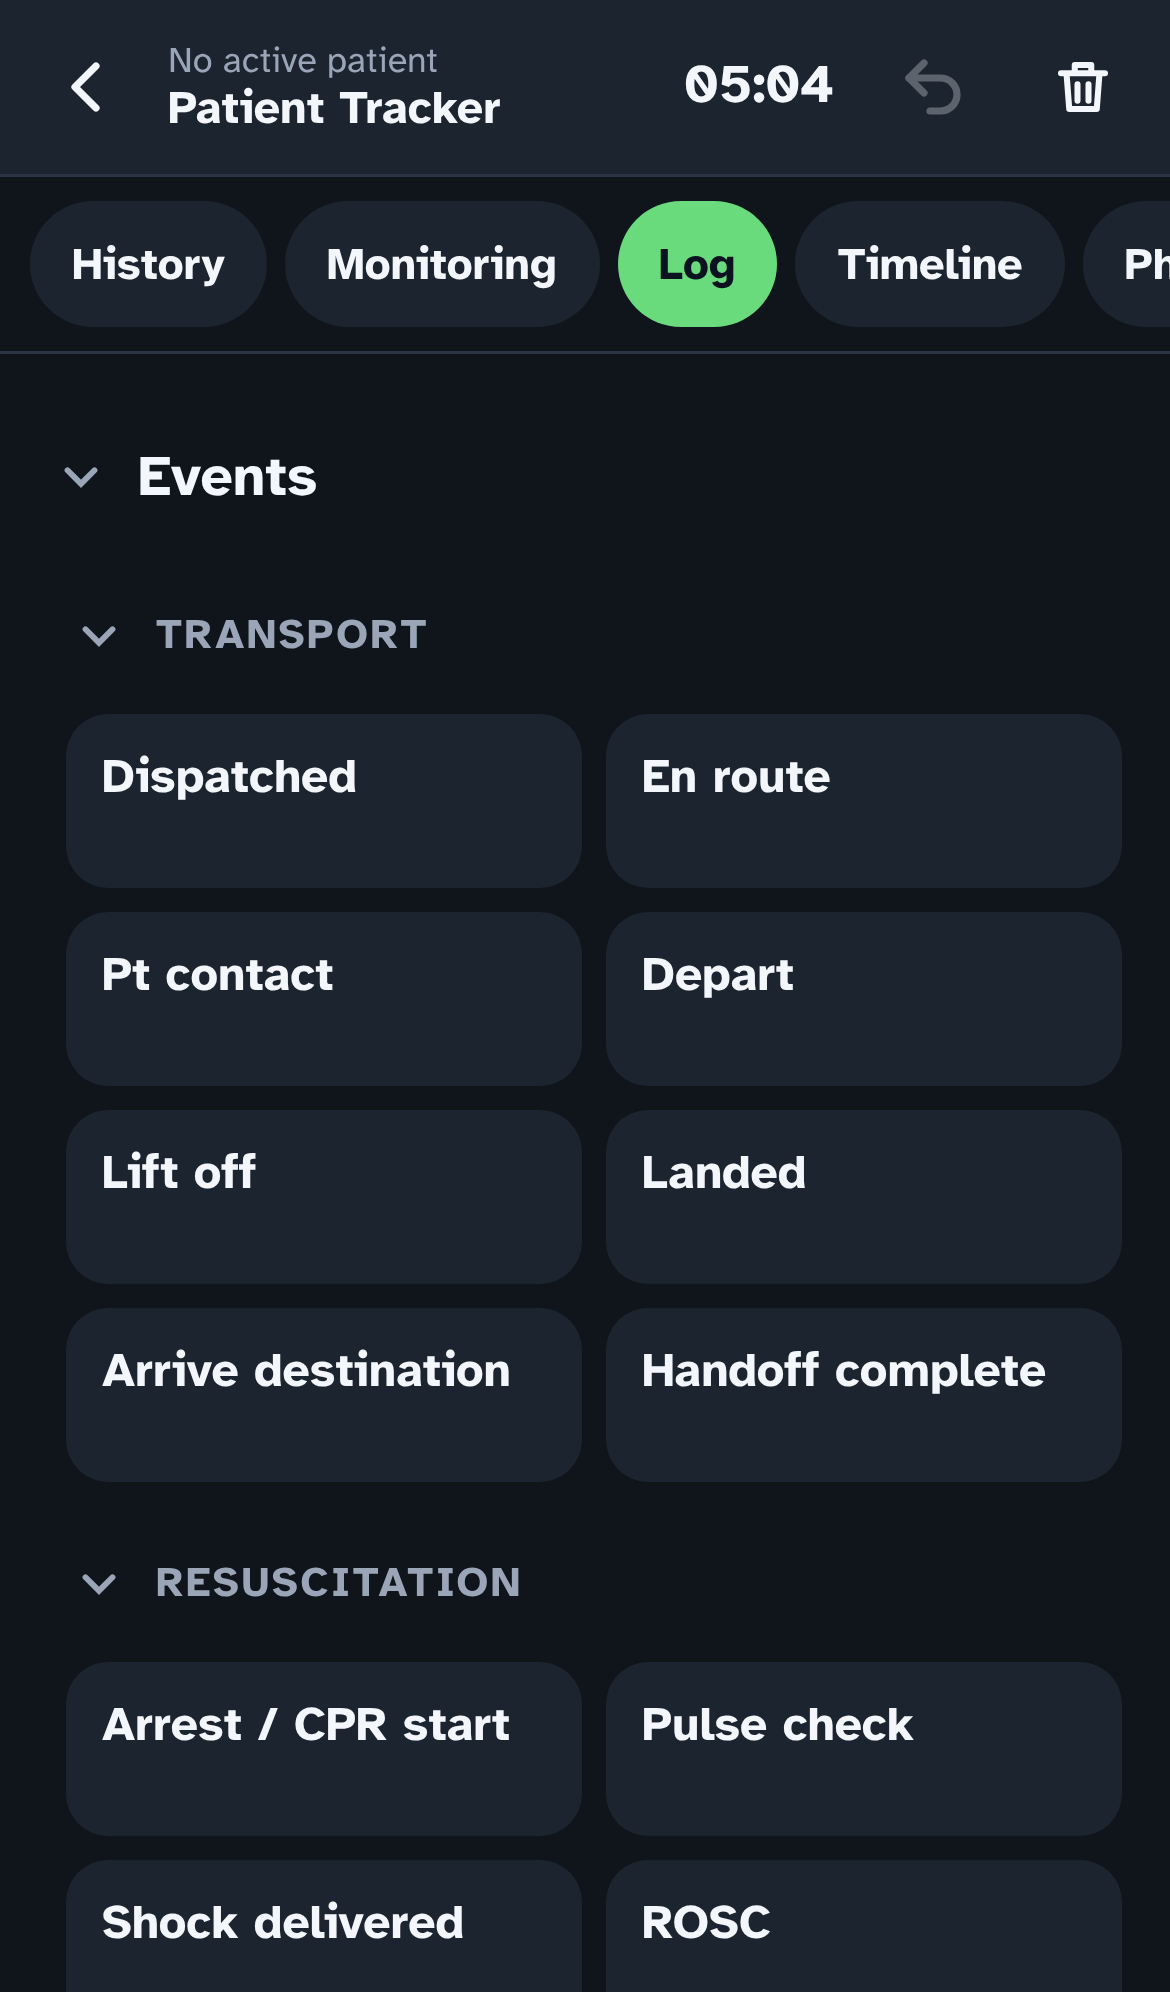 No active patient
Patient Tracker
05:04
History
Monitoring
Log
Timeline
Ph
Events
TRANSPORT
Dispatched
En route
Pt contact
Depart
Lift off
Landed
Arrive destination
Handoff complete
RESUSCITATION
Arrest / CPR start
Pulse check
Shock delivered
ROSC